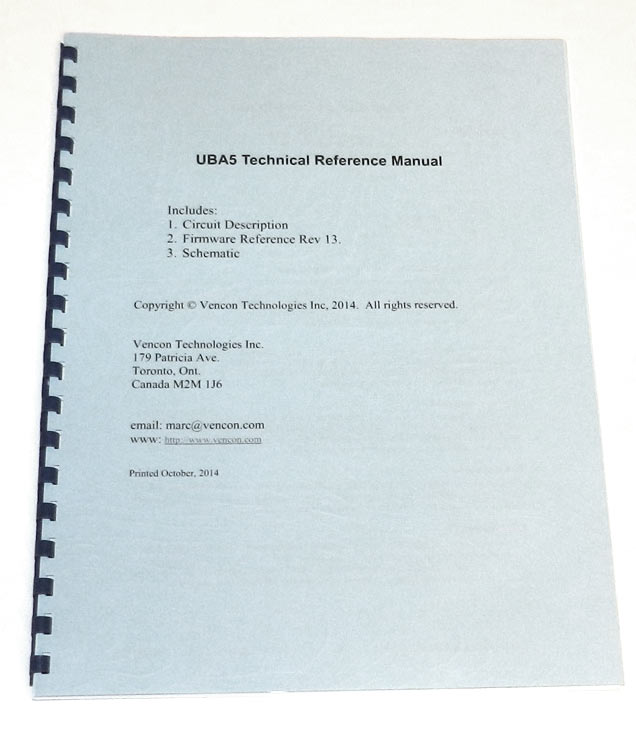 UBA5 Technical Reference Manual
Includes:
1. Circuit Description
2. Firmware Reference Rev 13.
3. Schematic
Copyright © Vencon Technologies Inc, 2014. All rights reserved.
Vencon Technologies Inc.
179 Patricia Ave.
Toronto, Ont.
Canada M2M 1J6
email: marc@vencon.com
www: http://www.vencon.com
Printed October, 2014